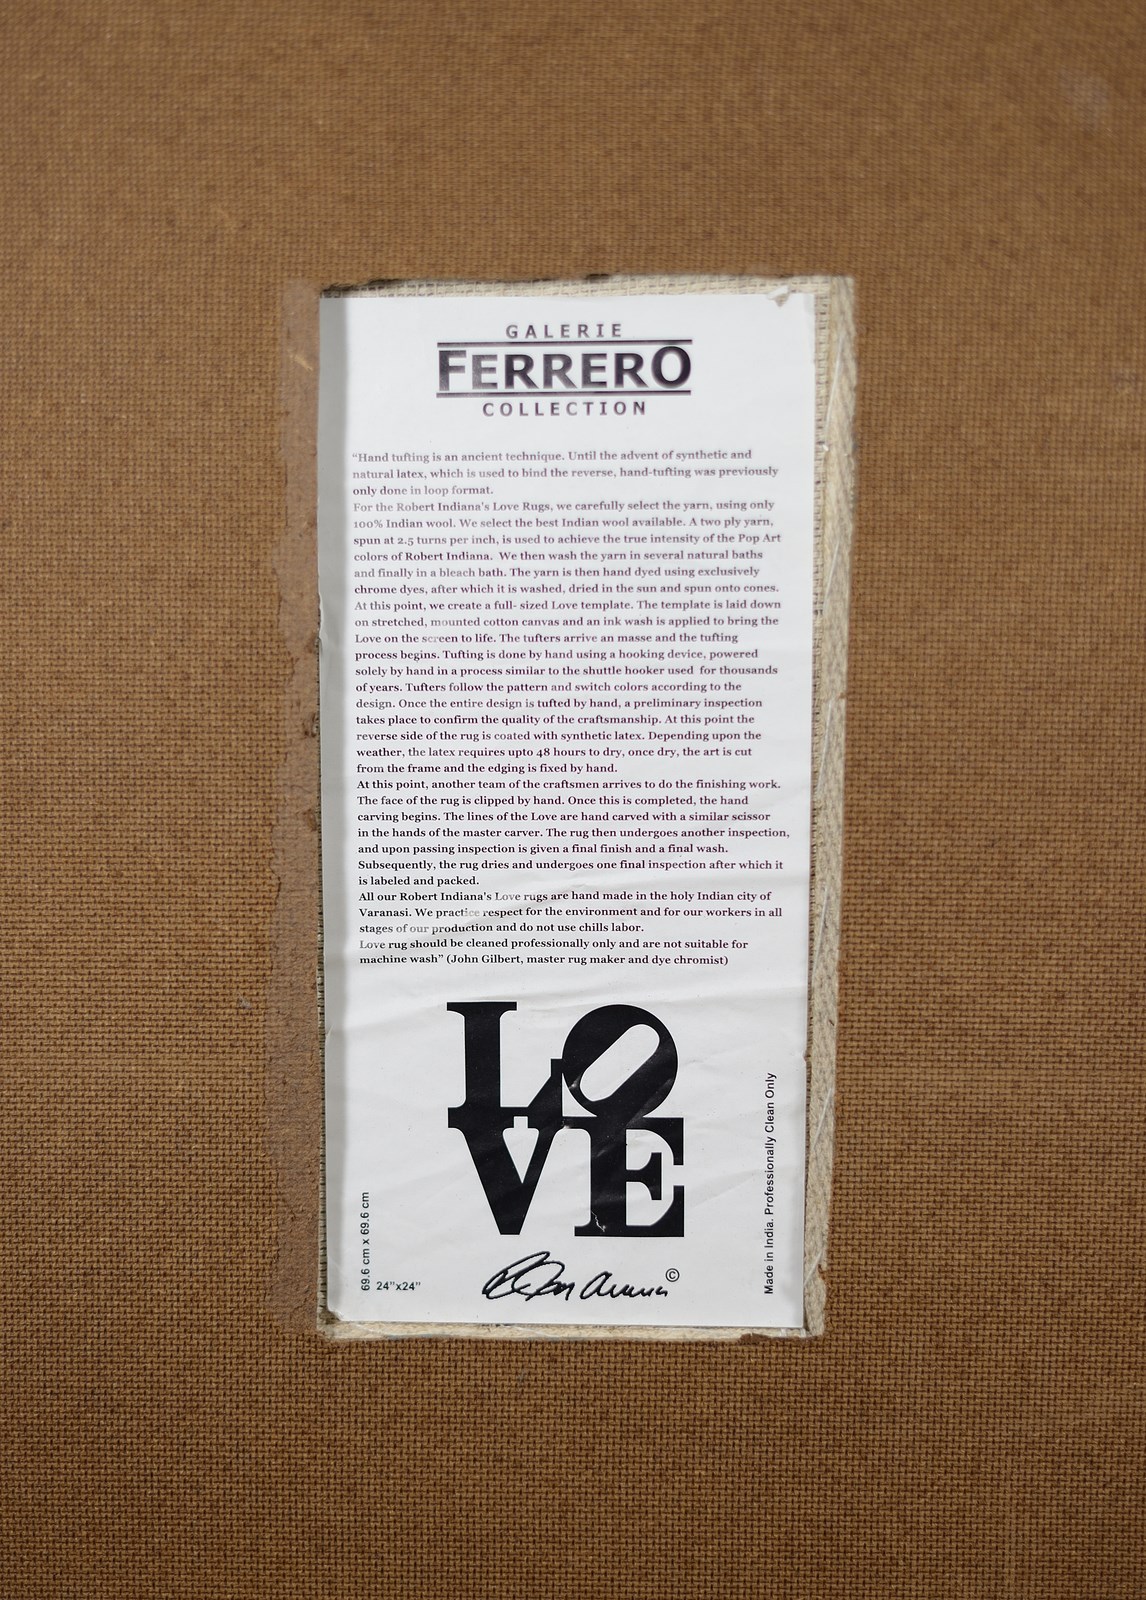 GALERIE
FERRERO
COLLECTION
“Hand tufting is an ancient technique. Until the advent of synthetic and
natural latex, which is used to bind the reverse, hand-tufting was previously
only done in loop format.
For the Robert Indiana's Love Rugs, we carefully select the yarn, using only
100% Indian wool. We select the best Indian wool available. A two ply yarn,
spun at 2.5 turns per inch, is used to achieve the true intensity of the Pop Art
colors of Robert Indiana. We then wash the yarn in several natural baths
and finally in a bleach bath. The yarn is then hand dyed using exclusively
chrome dyes, after which it is washed, dried in the sun and spun onto cones.
At this point, we create a full- sized Love template. The template is laid down
on stretched, mounted cotton canvas and an ink wash is applied to bring the
Love on the screen to life. The tufters arrive an masse and the tufting
process begins. Tufting is done by hand using a hooking device, powered
solely by hand in a process similar to the shuttle hooker used for thousands
of years. Tufters follow the pattern and switch colors according to the
design. Once the entire design is tufted by hand, a preliminary inspection
takes place to confirm the quality of the craftsmanship. At this point the
reverse side of the rug is coated with synthetic latex. Depending upon the
weather, the latex requires upto 48 hours to dry, once dry, the art is cut
from the frame and the edging is fixed by hand.
At this point, another team of the craftsmen arrives to do the finishing work.
The face of the rug is clipped by hand. Once this is completed, the hand
carving begins. The lines of the Love are hand carved with a similar scissor
in the hands of the master carver. The rug then undergoes another inspection,
and upon passing inspection is given a final finish and a final wash.
Subsequently, the rug dries and undergoes one final inspection after which it
is labeled and packed.
All our Robert Indiana's Love rugs are hand made in the holy Indian city of
Varanasi. We practice respect for the environment and for our workers in all
stages of our production and do not use chills labor.
Love rug should be cleaned professionally only and are not suitable for
machine wash” (John Gilbert, master rug maker and dye chromist)
LO
VE
69.6 cm x 69.6 cm
24"x24"
©
Made in India. Professionally Clean Only